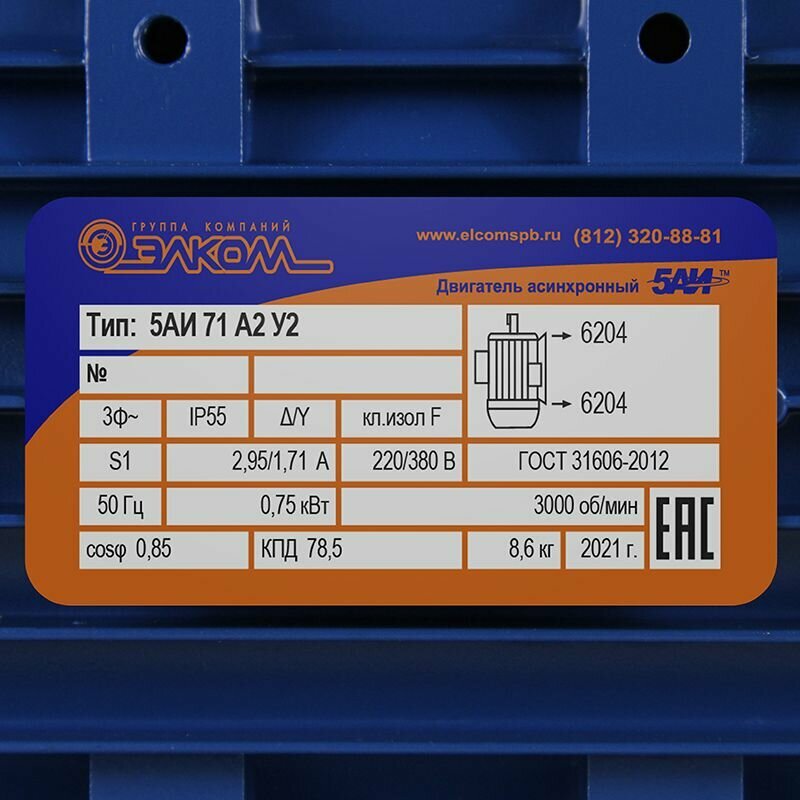 ГРУППА КОМПАНИЙ
ЭЛКОМ
www.elcomspb.ru (812) 320-88-81
Двигатель асинхронный 5АИ™
Тип: 5АИ 71 А2 У2
6204
№
6204
3Ф~ IP55 Δ/Y кл.изол F
S1 2,95/1,71 А 220/380 В ГОСТ 31606-2012
50 Гц 0,75 кВт 3000 об/мин
EAC
cosφ 0,85 КПД 78,5 8,6 кг 2021 г.